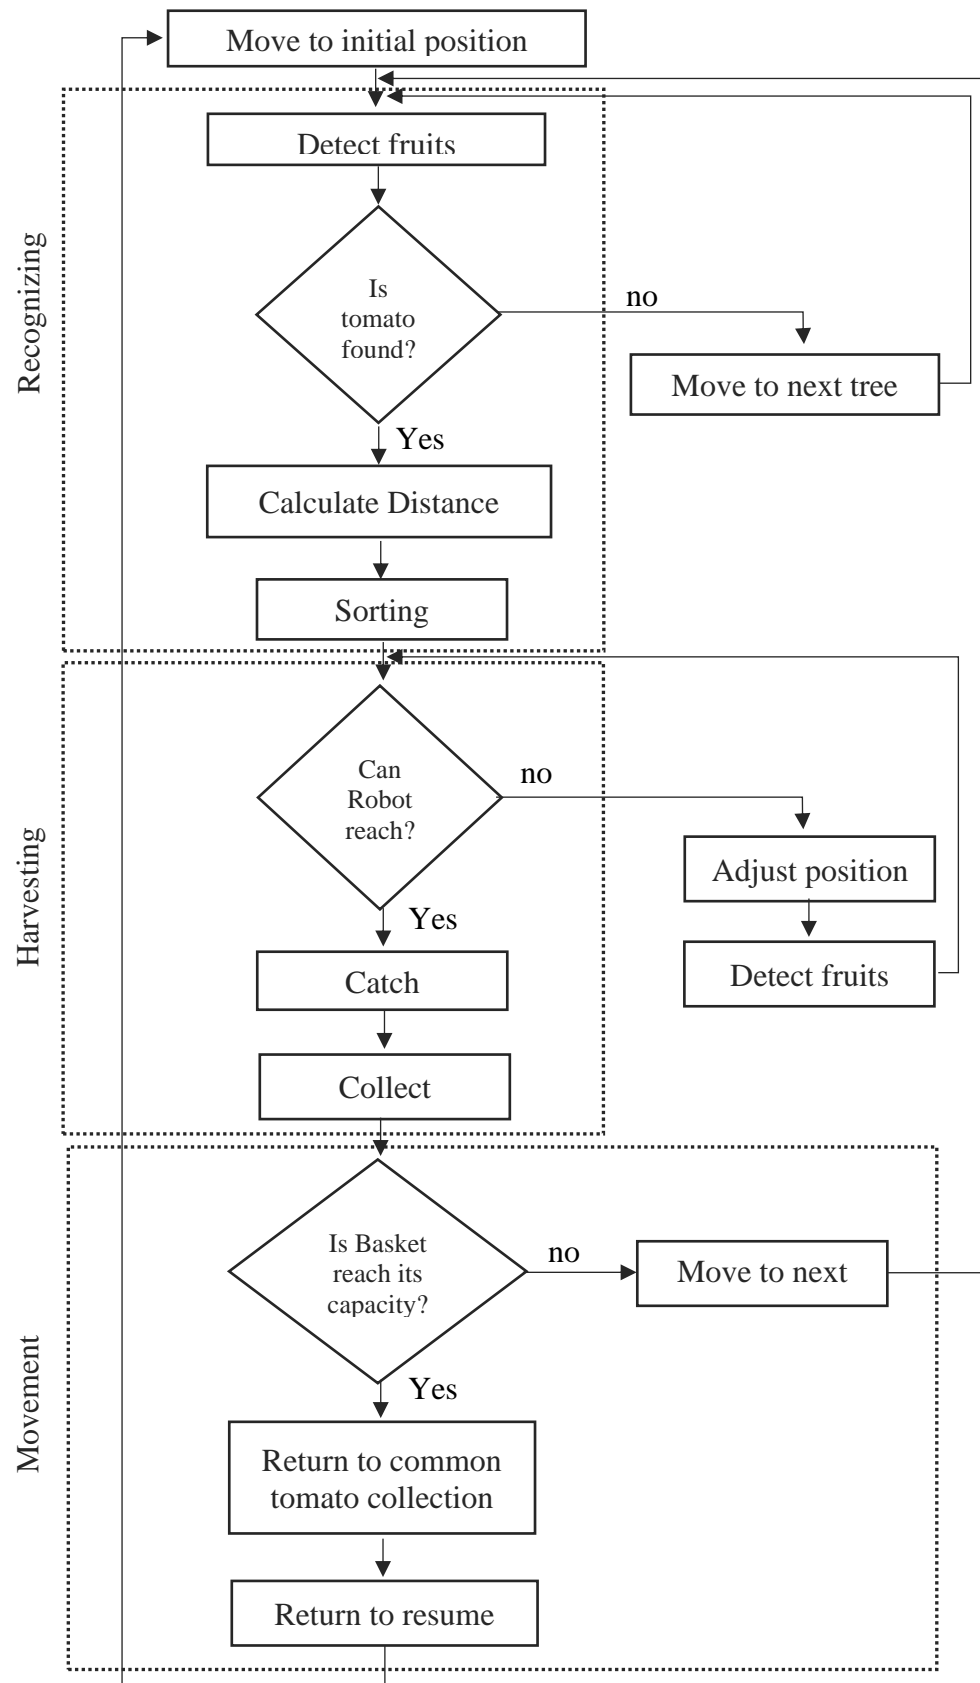 Move to initial position
Detect fruits
Recognizing
Is
tomato
found?
no
Move to next tree
Yes
Calculate Distance
Sorting
Harvesting
Can
Robot
reach?
no
Adjust position
Yes
Detect fruits
Catch
Collect
Movement
Is Basket
reach its
capacity?
no
Move to next
Yes
Return to common
tomato collection
Return to resume